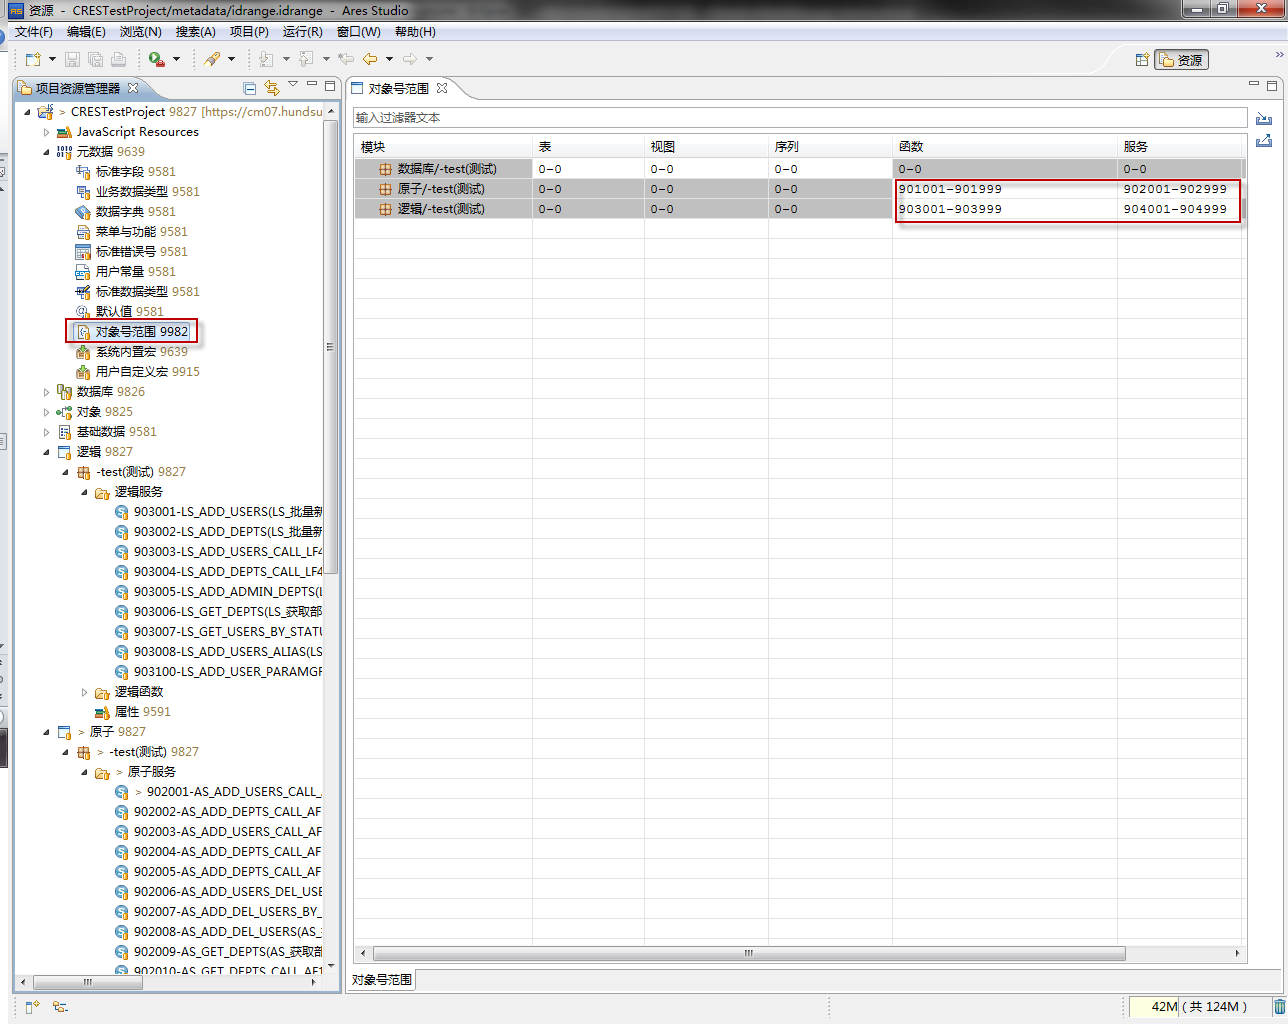 资源 - CRESTestProject/metadata/idrange.idrange - Ares Studio
文件(F) 编辑(E) 浏览(N) 搜索(A) 项目(P) 运行(R) 窗口(W) 帮助(H)
资源
项目资源管理器
> CRESTestProject 9827 [https://cm07.hundsu
JavaScript Resources
元数据 9639
标准字段 9581
业务数据类型 9581
数据字典 9581
菜单与功能 9581
标准错误号 9581
用户常量 9581
标准数据类型 9581
默认值 9581
对象号范围 9982
系统内置宏 9639
用户自定义宏 9915
数据库 9826
对象 9825
基础数据 9581
逻辑 9827
-test(测试) 9827
逻辑服务
903001-LS_ADD_USERS(LS_批量新
903002-LS_ADD_DEPTS(LS_批量新
903003-LS_ADD_USERS_CALL_LF4
903004-LS_ADD_DEPTS_CALL_LF4
903005-LS_ADD_ADMIN_DEPTS(L
903006-LS_GET_DEPTS(LS_获取部
903007-LS_GET_USERS_BY_STATU
903008-LS_ADD_USERS_ALIAS(LS
903100-LS_ADD_USER_PARAMGR
逻辑函数
属性 9591
> 原子 9827
> -test(测试) 9827
> 原子服务
> 902001-AS_ADD_USERS_CALL_
902002-AS_ADD_DEPTS_CALL_AF
902003-AS_ADD_USERS_CALL_AF
902004-AS_ADD_DEPTS_CALL_AF
902005-AS_ADD_DEPTS_CALL_AF
902006-AS_ADD_USERS_DEL_USE
902007-AS_ADD_DEL_USERS_BY_
902008-AS_ADD_DEL_USERS(AS_
902009-AS_GET_DEPTS(AS_获取部
902010-AS_GET_DEPTS_CALL_AF1
对象号范围
输入过滤器文本
模块 表 视图 序列 函数 服务
数据库/-test(测试) 0-0 0-0 0-0 0-0 0-0
原子/-test(测试) 0-0 0-0 0-0 901001-901999 902001-902999
逻辑/-test(测试) 0-0 0-0 0-0 903001-903999 904001-904999
对象号范围
42M ( 共 124M )